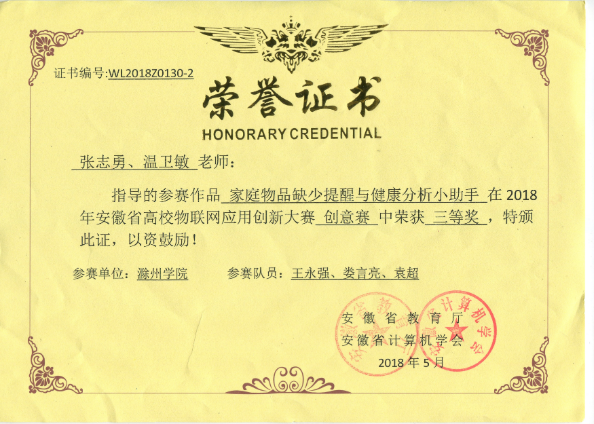 证书编号:WL2018Z0130-2
荣誉证书
HONORARY CREDENTIAL
张志勇、温卫敏 老师:
指导的参赛作品 家庭物品缺少提醒与健康分析小助手 在 2018
年安徽省高校物联网应用创新大赛 创意赛 中荣获 三等奖 ,特颁
此证,以资鼓励!
参赛单位:滁州学院 参赛队员:王永强、娄言亮、袁超
安徽省教育厅
安徽省计算机学会
2018 年 5 月